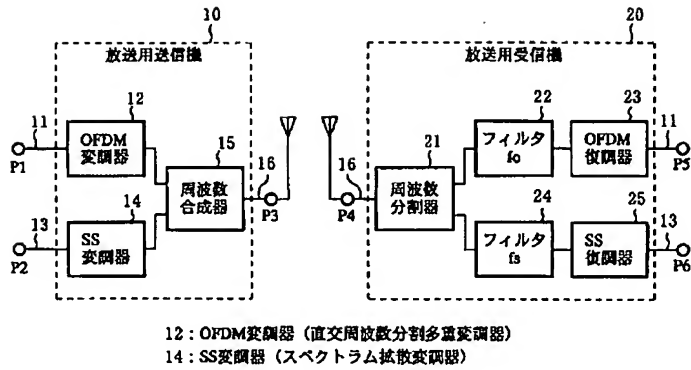 10
放送用送信機
12
11
OFDM
変調器
P1
15
周波数
合成器
16
P3
14
13
SS
変調器
P2
20
放送用受信機
22
フィルタ
fo
23
OFDM
復調器
11
P5
21
16
周波数
分割器
P4
24
フィルタ
fs
25
SS
復調器
13
P6
12:OFDM変調器(直交周波数分割多重変調器)
14:SS変調器(スペクトラム拡散変調器)